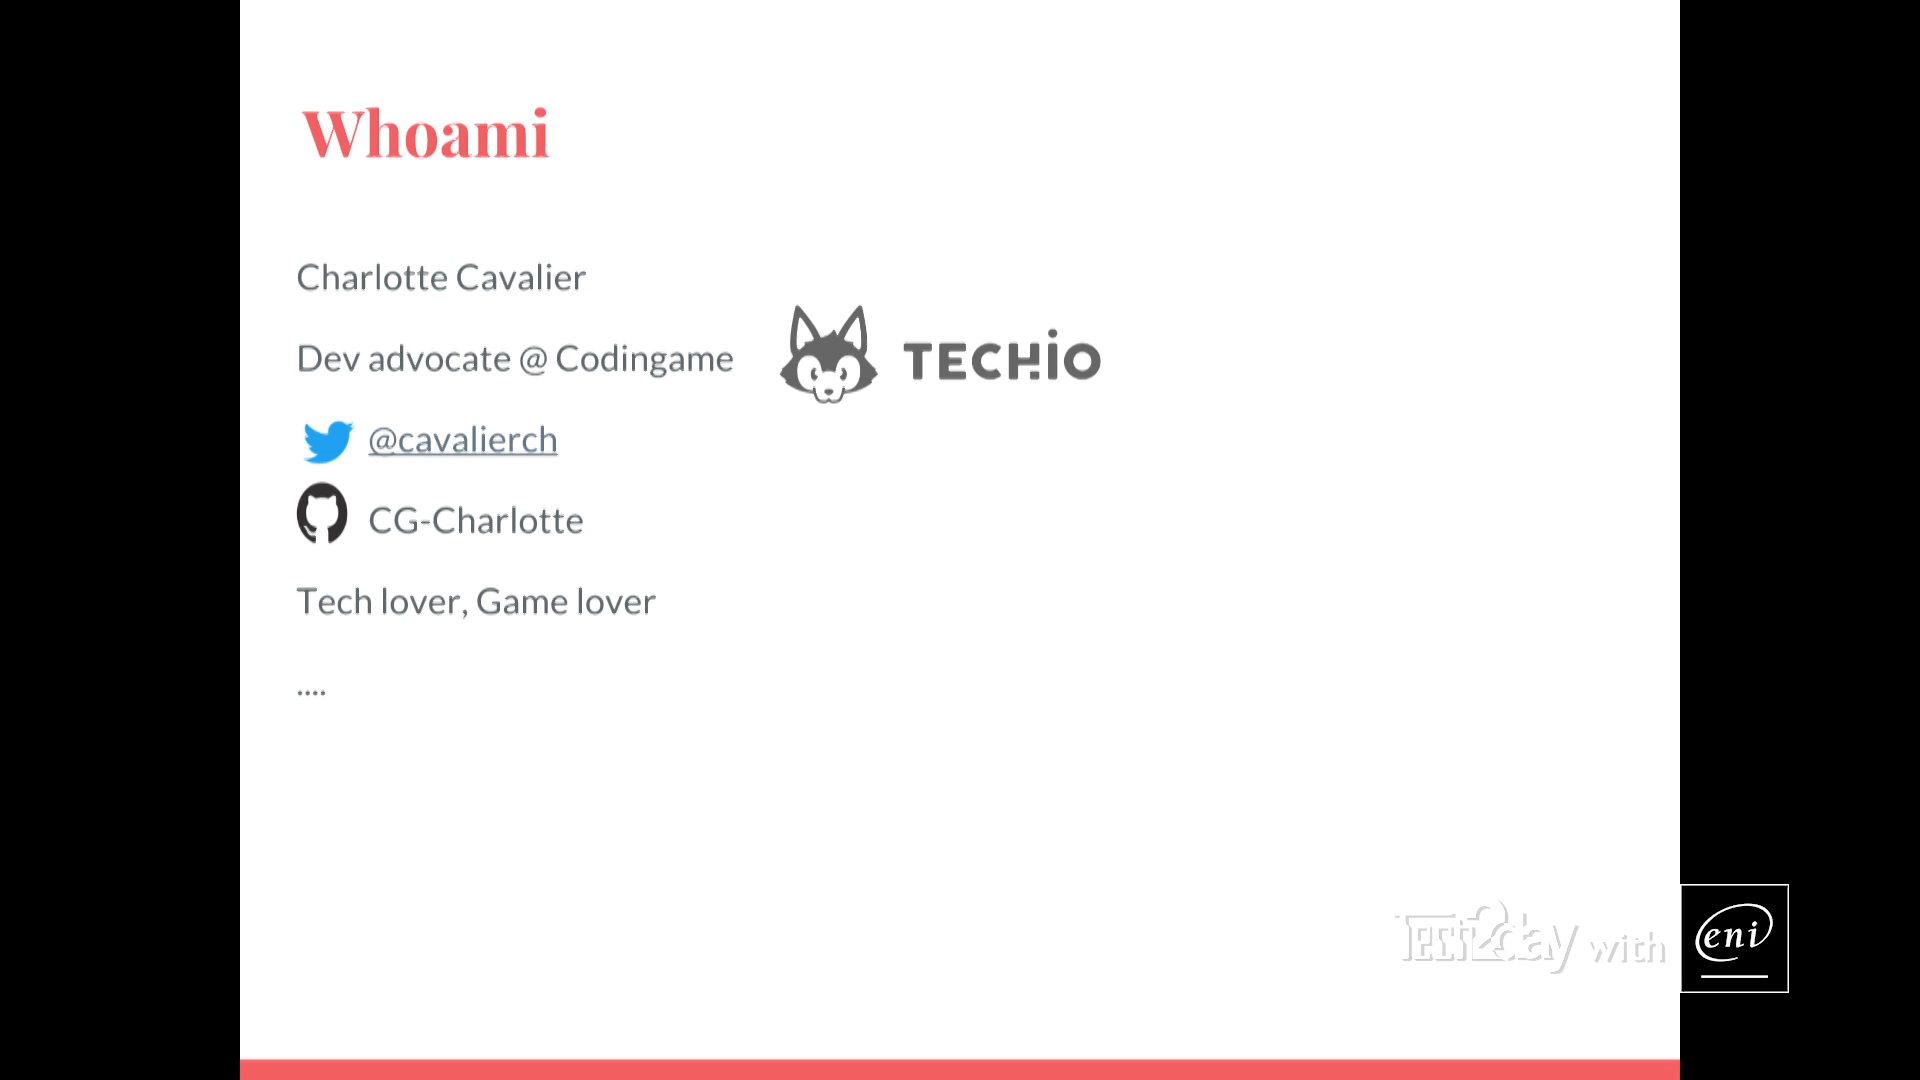 Whoami
Charlotte Cavalier
Dev advocate @ Codingame
TECHiO
@cavalierch
CG-Charlotte
Tech lover, Game lover
....
Tech2day with
eni